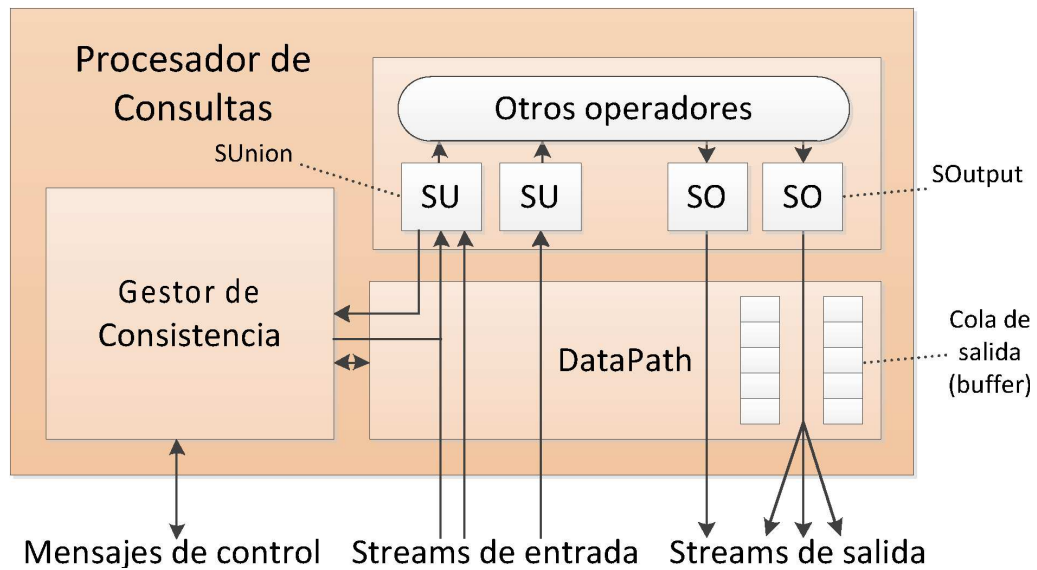 Procesador de
Consultas
Otros operadores
SUnion
SOutput
SU
SU
SO
SO
Gestor de
Consistencia
DataPath
Cola de
salida
(buffer)
Mensajes de control
Streams de entrada
Streams de salida